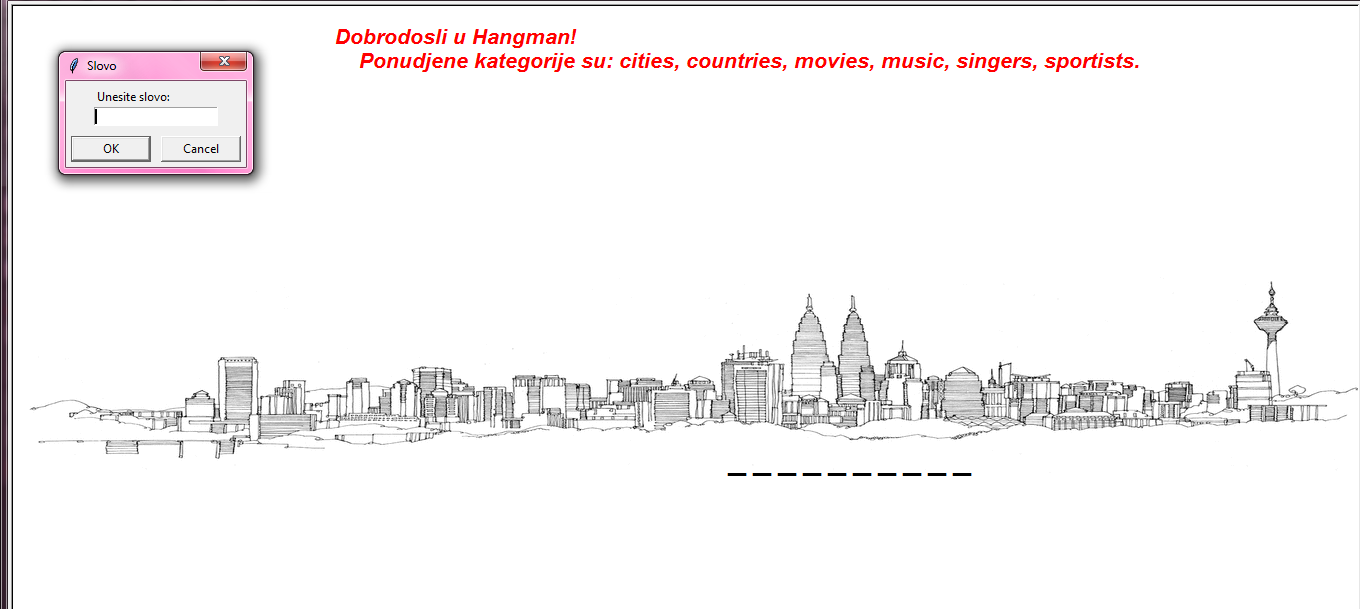 Dobrodosli u Hangman!
Ponudjene kategorije su: cities, countries, movies, music, singers, sportists.
Slovo
Unesite slovo:
OK
Cancel
_ _ _ _ _ _ _ _ _ _